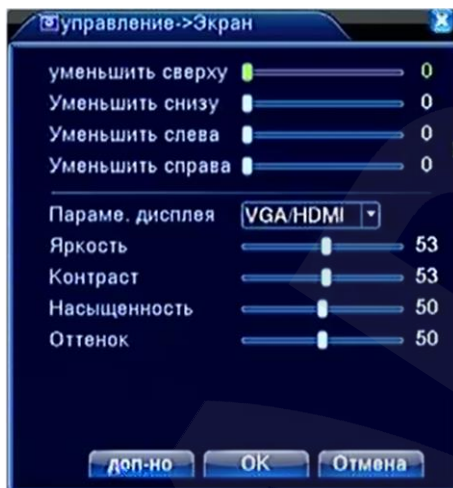 управление->Экран
уменьшить сверху 0
Уменьшить снизу 0
Уменьшить слева 0
Уменьшить справа 0
Параме. дисплея VGA/HDMI
Яркость 53
Контраст 53
Насыщенность 50
Оттенок 50
доп-но OK Отмена